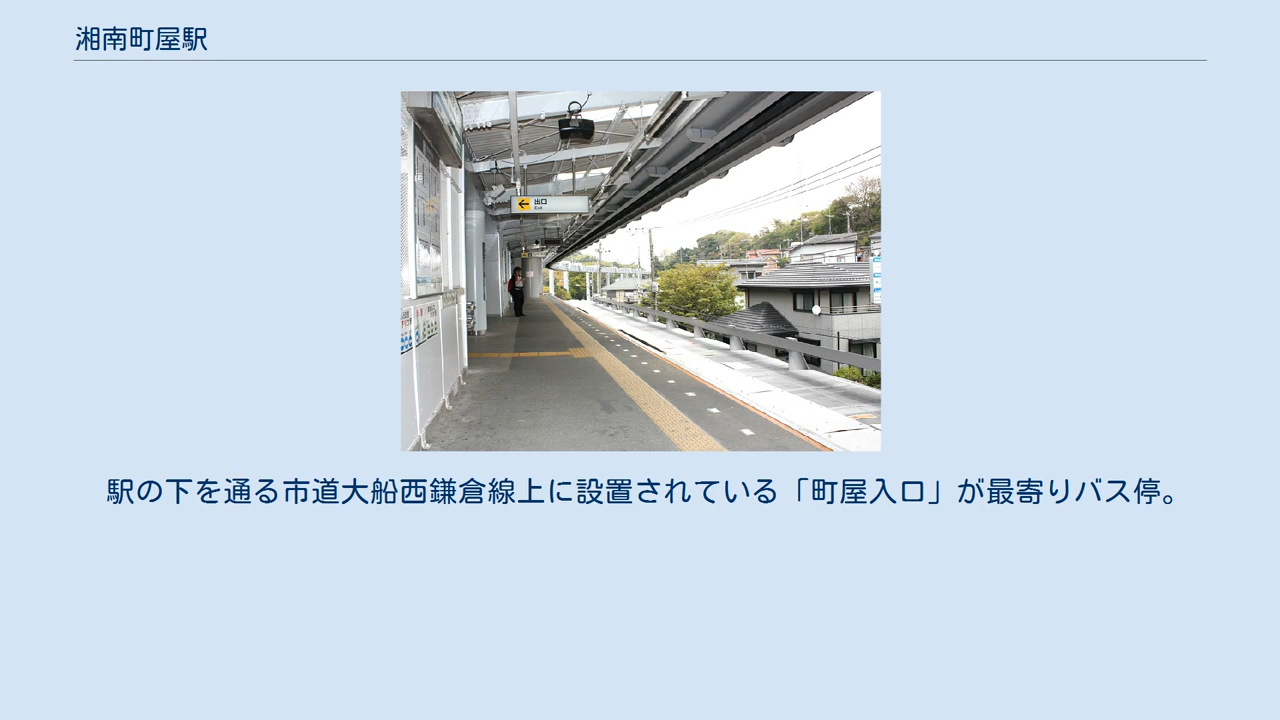 湘南町屋駅
出口
Exit
駅の下を通る市道大船西鎌倉線上に設置されている「町屋入口」が最寄りバス停。